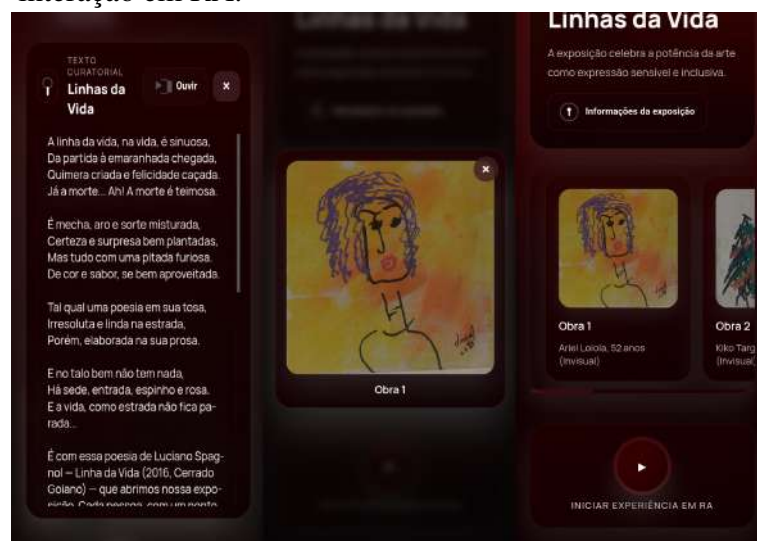 TEXTO
CURATORIAL
Linhas da
Vida
Ouvir
×
A linha da vida, na vida, é sinuosa,
Da partida à emaranhada chegada,
Quimera criada e felicidade caçada.
Já a morte... Ah! A morte é teimosa.
É mecha, aro e sorte misturada,
Certeza e surpresa bem plantadas,
Mas tudo com uma pitada furiosa.
De cor e sabor, se bem aproveitada.
Tal qual uma poesia em sua tosa,
Irresoluta e linda na estrada,
Porém, elaborada na sua prosa.
E no talo bem não tem nada,
Há sede, entrada, espinho e rosa.
E a vida, como estrada não fica pa-
rada...
É com essa poesia de Luciano Spag-
nol – Linha da Vida (2016, Cerrado
Goiano) – que abrimos nossa expo-
sição. Cada pessoa, com um ponto
×
Obra 1
Linhas da Vida
A exposição celebra a potência da arte
como expressão sensível e inclusiva.
Informações da exposição
Obra 1
Ariel Loiola, 52 anos
(Invisual)
Obra 2
Kiko Targ
(Invisual,
INICIAR EXPERIÊNCIA EM RA